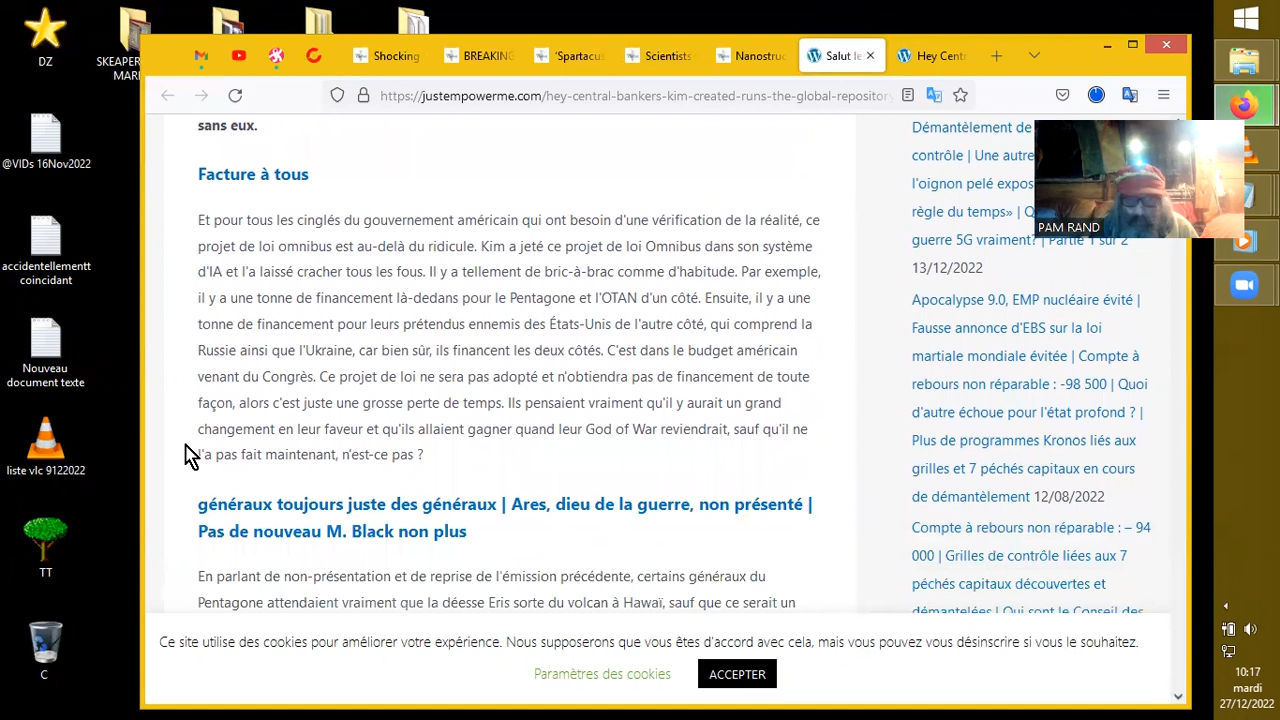 DZ
SKEAPER
MARI
@VIDs 16Nov2022
accidentellementt
coincidant
Nouveau
document texte
liste vlc 9122022
TT
C
Shocking
BREAKING
'Spartacus
Scientists
Nanostruc
Salut le
Hey Centr
https://justempowerme.com/hey-central-bankers-kim-created-runs-the-global-repository
sans eux.
Facture à tous
Et pour tous les cinglés du gouvernement américain qui ont besoin d'une vérification de la réalité, ce
projet de loi omnibus est au-delà du ridicule. Kim a jeté ce projet de loi Omnibus dans son système
d'IA et l'a laissé cracher tous les fous. Il y a tellement de bric-à-brac comme d'habitude. Par exemple,
il y a une tonne de financement là-dedans pour le Pentagone et l'OTAN d'un côté. Ensuite, il y a une
tonne de financement pour leurs prétendus ennemis des États-Unis de l'autre côté, qui comprend la
Russie ainsi que l'Ukraine, car bien sûr, ils financent les deux côtés. C'est dans le budget américain
venant du Congrès. Ce projet de loi ne sera pas adopté et n'obtiendra pas de financement de toute
façon, alors c'est juste une grosse perte de temps. Ils pensaient vraiment qu'il y aurait un grand
changement en leur faveur et qu'ils allaient gagner quand leur God of War reviendrait, sauf qu'il ne
l'a pas fait maintenant, n'est-ce pas ?
généraux toujours juste des généraux | Ares, dieu de la guerre, non présenté |
Pas de nouveau M. Black non plus
En parlant de non-présentation et de reprise de l'émission précédente, certains généraux du
Pentagone attendaient vraiment que la déesse Eris sorte du volcan à Hawaï, sauf que ce serait un
Démantèlement de
contrôle | Une autre
l'oignon pelé expos
règle du temps» | Q
guerre 5G vraiment? | Partie 1 sur 2
13/12/2022
Apocalypse 9.0, EMP nucléaire évité |
Fausse annonce d'EBS sur la loi
martiale mondiale évitée | Compte à
rebours non réparable : -98 500 | Quoi
d'autre échoue pour l'état profond ? |
Plus de programmes Kronos liés aux
grilles et 7 péchés capitaux en cours
de démantèlement 12/08/2022
Compte à rebours non réparable : – 94
000 | Grilles de contrôle liées aux 7
péchés capitaux découvertes et
démantelées | Qui sont le Conseil des
PAM RAND
Ce site utilise des cookies pour améliorer votre expérience. Nous supposerons que vous êtes d'accord avec cela, mais vous pouvez vous désinscrire si vous le souhaitez.
Paramètres des cookies
ACCEPTER
10:17
mardi
27/12/2022